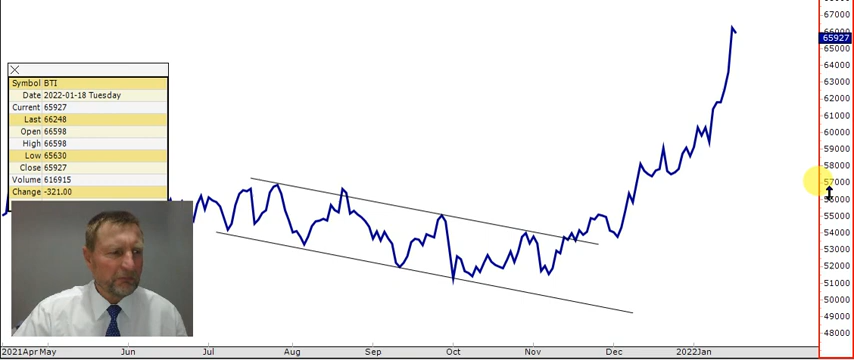 Symbol BTI
Date 2022-01-18 Tuesday
Current 65927
Last 66248
Open 66598
High 66598
Low 65630
Close 65927
Volume 616915
Change -321.00
67000
65927
65000
64000
63000
62000
61000
60000
59000
58000
57000
55000
54000
53000
52000
51000
50000
49000
48000
2021Apr May Jun Jul Aug Sep Oct Nov Dec 2022Jan